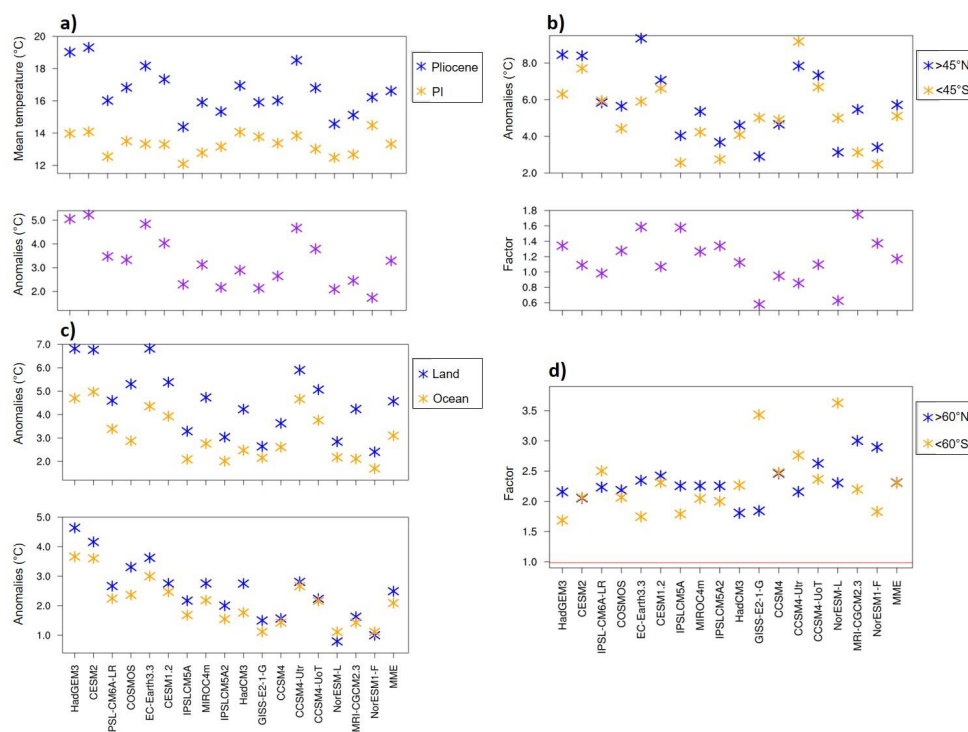 a)
20
18
16
14
12
Mean temperature (°C)
Pliocene
PI
5.0
4.0
3.0
2.0
Anomalies (°C)
b)
8.0
6.0
4.0
2.0
Anomalies (°C)
>45°N
<45°S
1.8
1.6
1.4
1.2
1.0
0.8
0.6
Factor
c)
7.0
6.0
5.0
4.0
3.0
2.0
Anomalies (°C)
Land
Ocean
5.0
4.0
3.0
2.0
1.0
Anomalies (°C)
HadGEM3
CESM2
PSL-CM6A-LR
COSMOS
EC-Earth3.3
CESM1.2
IPSLCM5A
MIROC4m
IPSLCM5A2
HadCM3
GISS-E2-1-G
CCSM4
CCSM4-Utr
CCSM4-UoT
NorESM-L
MRI-CGCM2.3
NorESM1-F
MME
d)
3.5
3.0
2.5
2.0
1.5
1.0
Factor
>60°N
<60°S
HadGEM3
CESM2
IPSL-CM6A-LR
COSMOS
EC-Earth3.3
CESM1.2
IPSLCM5A
MIROC4m
IPSLCM5A2
HadCM3
GISS-E2-1-G
CCSM4
CCSM4-Utr
CCSM4-UoT
NorESM-L
MRI-CGCM2.3
NorESM1-F
MME